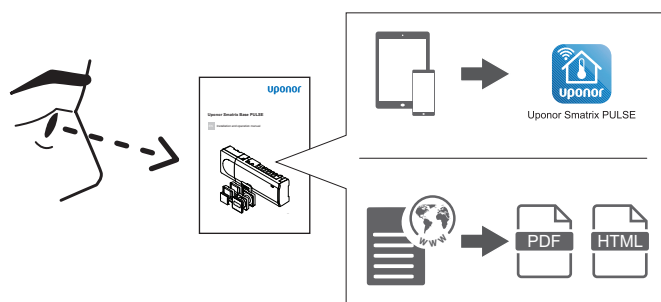 uponor
Uponor Smatrix Base PULSE
Installation and operation manual
uponor
Uponor Smatrix PULSE
www
PDF
HTML